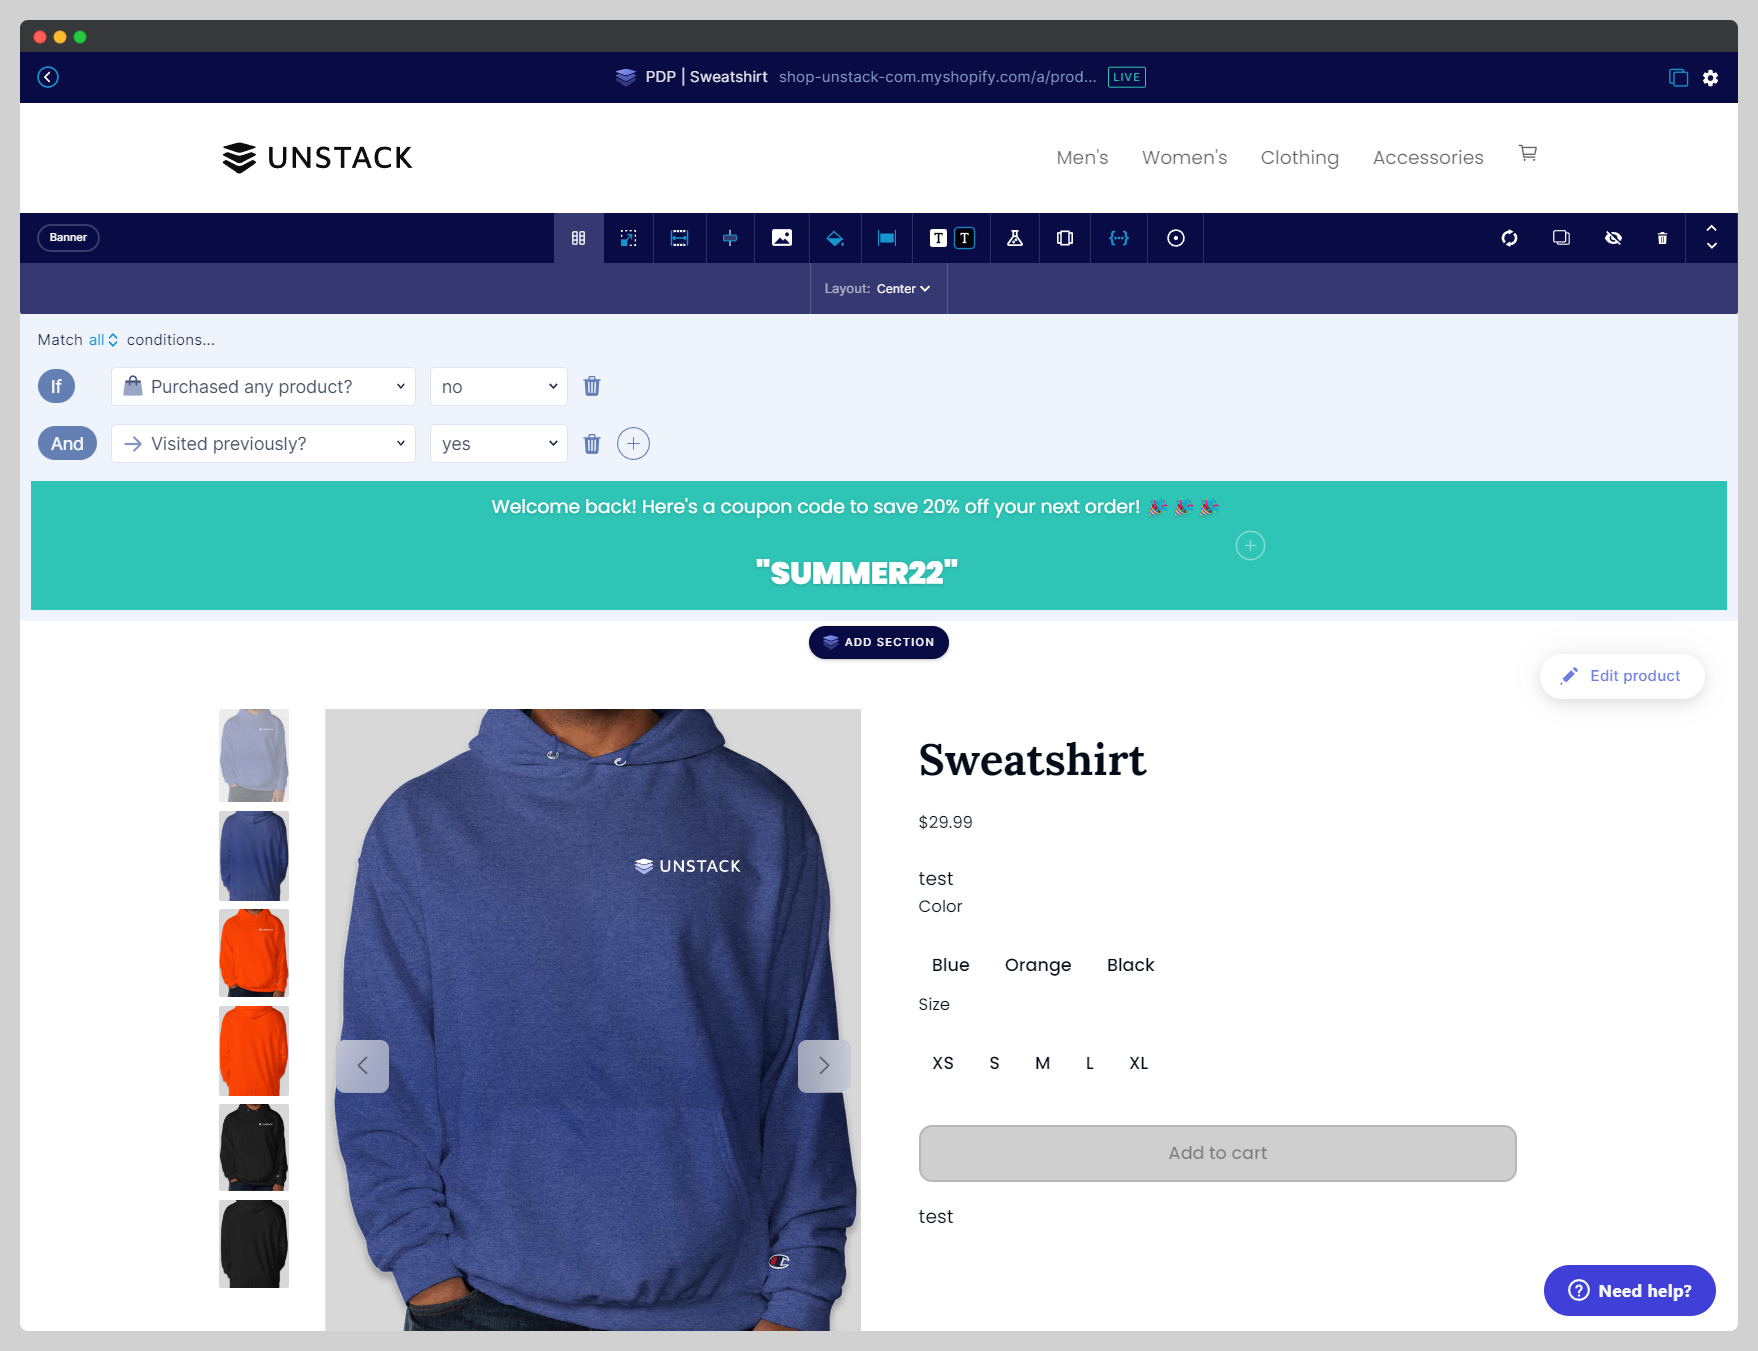 PDP | Sweatshirt shop-unstack-com.myshopify.com/a/prod... LIVE
UNSTACK Men's Women's Clothing Accessories
Banner T T
Layout: Center
Match all conditions...
If Purchased any product? no
And Visited previously? yes
Welcome back! Here's a coupon code to save 20% off your next order! 🎉 🎉 🎉
"SUMMER22"
ADD SECTION
Edit product
Sweatshirt
$29.99
UNSTACK
test
Color
Blue Orange Black
Size
XS S M L XL
Add to cart
test
Need help?